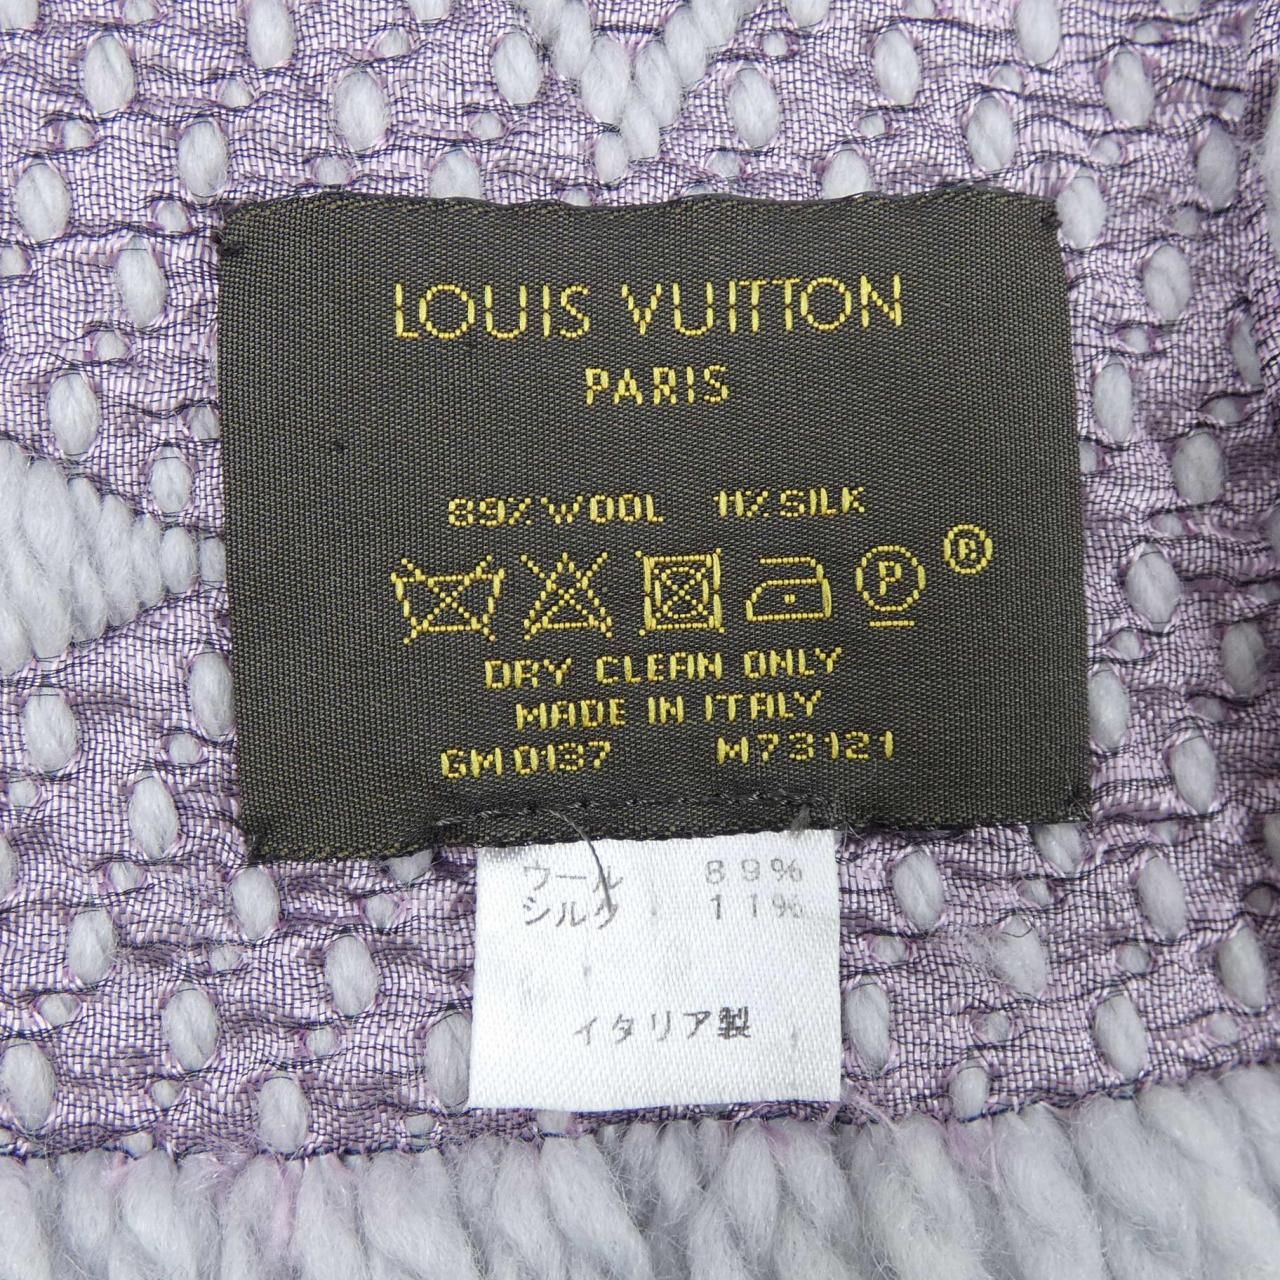 LOUIS VUITTON
PARIS
89% WOOL 11% SILK
P ®
DRY CLEAN ONLY
MADE IN ITALY
GM0137 M73121
ウール 89%
シルク 11%
イタリア製